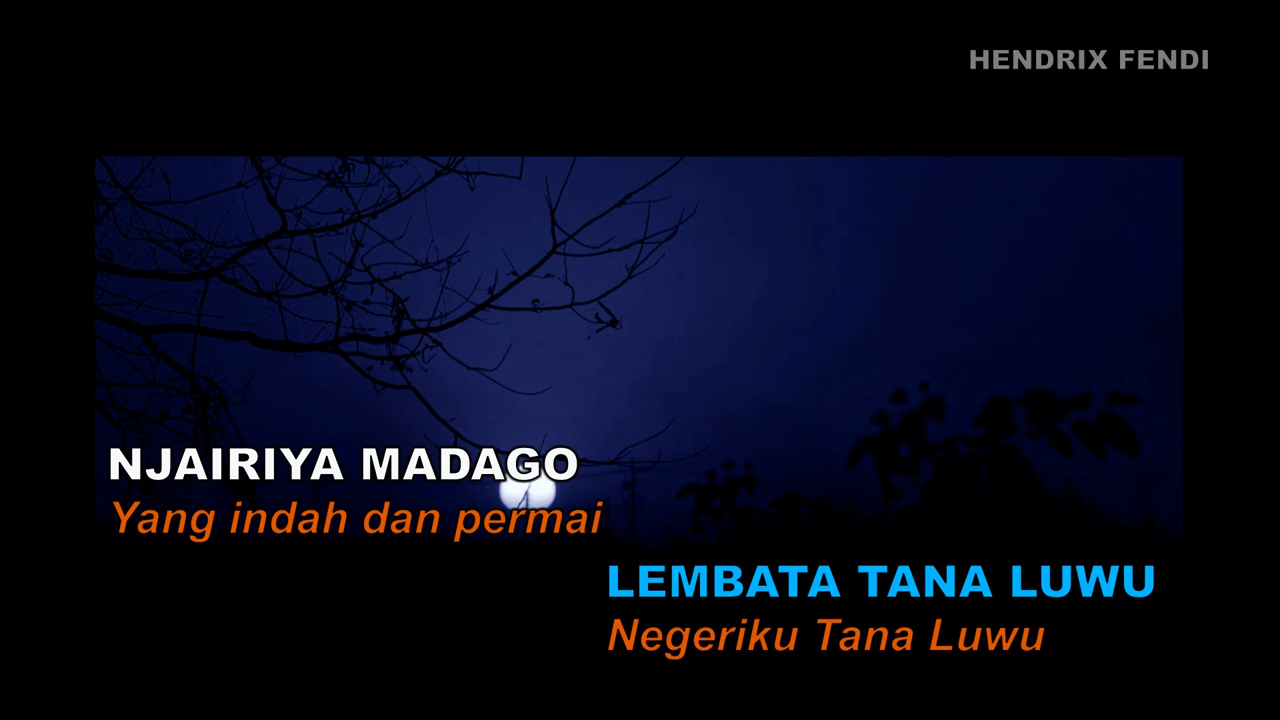 HENDRIX FENDI
NJAIRIYA MADAGO
Yang indah dan permai
LEMBATA TANA LUWU
Negeriku Tana Luwu